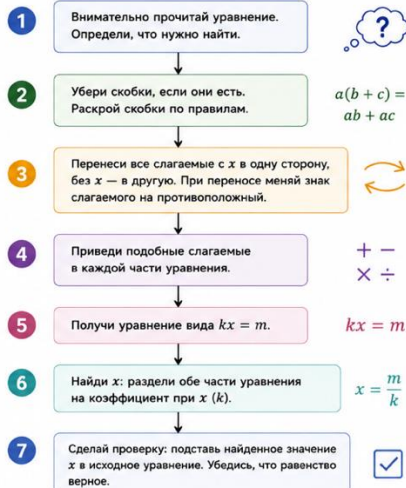 1
Внимательно прочитай уравнение.
Определи, что нужно найти.
?
2
Убери скобки, если они есть.
Раскрой скобки по правилам.
a(b + c) =
ab + ac
3
Перенеси все слагаемые с x в одну сторону,
без x — в другую. При переносе меняй знак
слагаемого на противоположный.
4
Приведи подобные слагаемые
в каждой части уравнения.
+ −
× ÷
5
Получи уравнение вида kx = m.
kx = m
6
Найди x: раздели обе части уравнения
на коэффициент при x (k).
x = m/k
7
Сделай проверку: подставь найденное значение
x в исходное уравнение. Убедись, что равенство
верное.